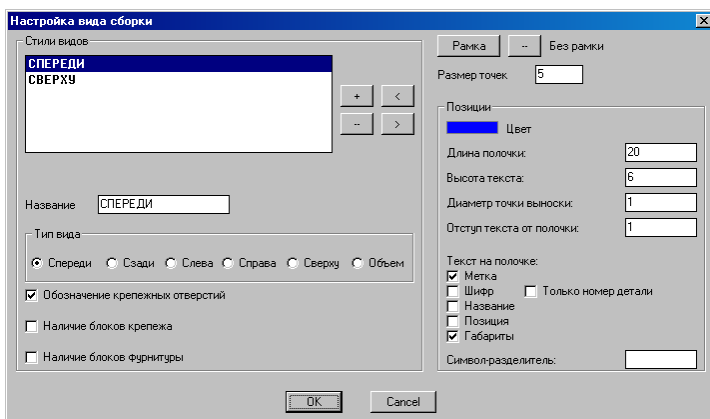 Настройка вида сборки
Стили видов
СПЕРЕДИ
СВЕРХУ
+ <
-- >
Название СПЕРЕДИ
Тип вида
Спереди Сзади Слева Справа Сверху Объем
Обозначение крепежных отверстий
Наличие блоков крепежа
Наличие блоков фурнитуры
Рамка -- Без рамки
Размер точек 5
Позиции
Цвет
Длина полочки: 20
Высота текста: 6
Диаметр точки выноски: 1
Отступ текста от полочки: 1
Текст на полочке:
Метка
Шифр Только номер детали
Название
Позиция
Габариты
Символ-разделитель:
OK Cancel